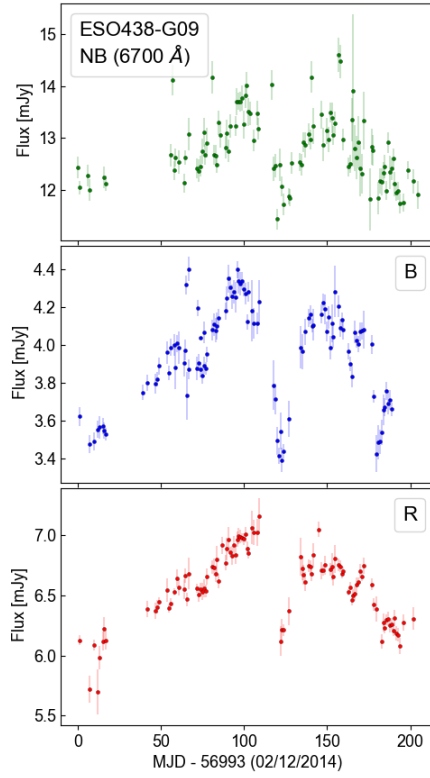 ESO438-G09
NB (6700 Å)
Flux [mJy]
15
14
13
12
B
Flux [mJy]
4.4
4.2
4.0
3.8
3.6
3.4
R
Flux [mJy]
7.0
6.5
6.0
5.5
0 50 100 150 200
MJD - 56993 (02/12/2014)